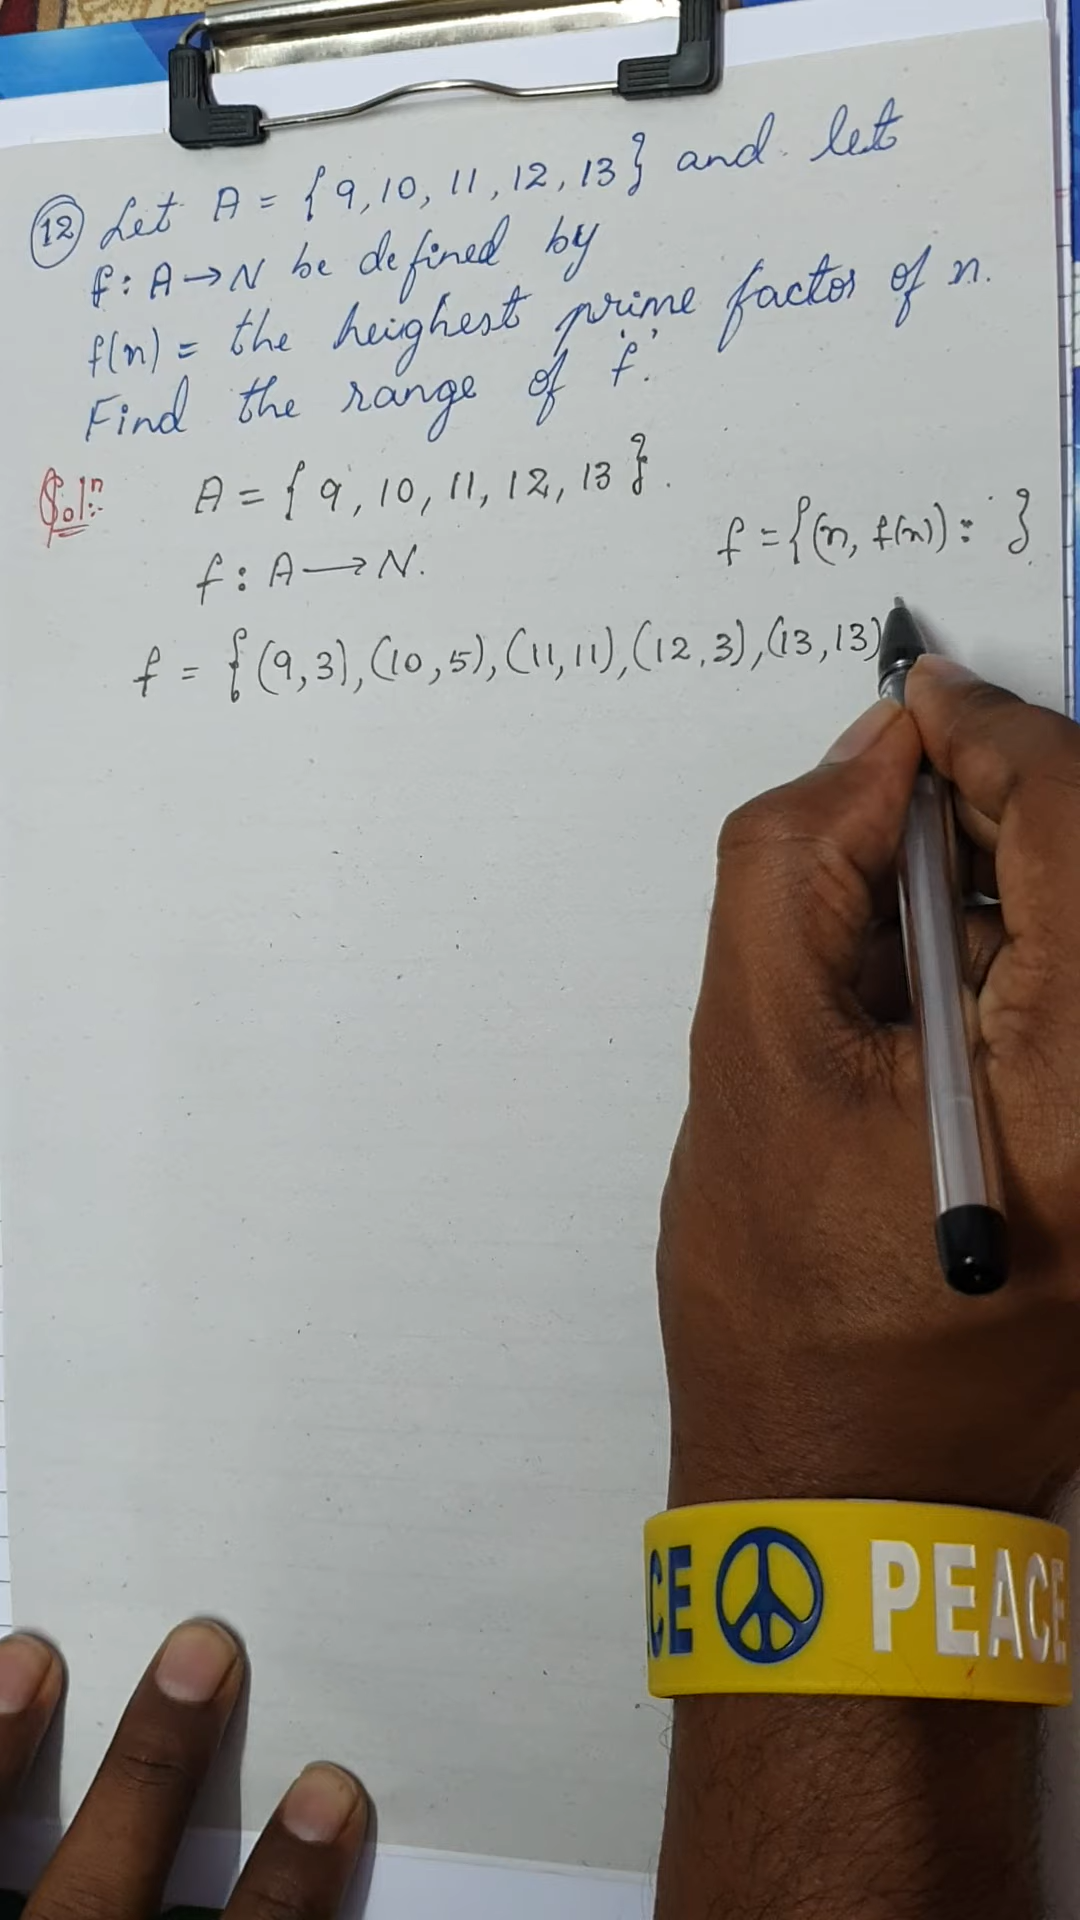 12 Let A = { 9, 10, 11, 12, 13 } and let
f : A → N be defined by
f(n) = the heighest prime factor of n.
Find the range of 'f'.
Solⁿ:- A = { 9, 10, 11, 12, 13 }.
f : A → N.
f = {(n, f(n)) : }
f = { (9, 3), (10, 5), (11, 11), (12, 3), (13, 13)
CE PEACE